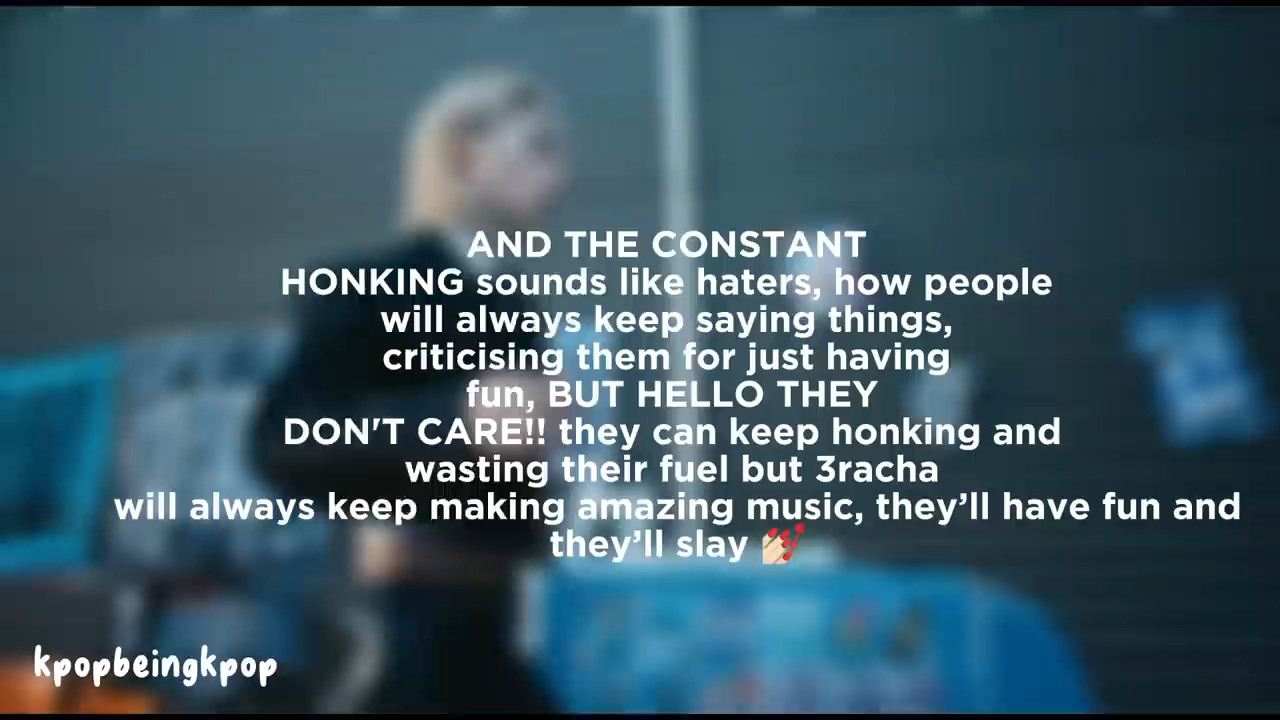 AND THE CONSTANT
HONKING sounds like haters, how people
will always keep saying things,
criticising them for just having
fun, BUT HELLO THEY
DON'T CARE!! they can keep honking and
wasting their fuel but 3racha
will always keep making amazing music, they’ll have fun and
they’ll slay 💅🏻
kpopbeingkpop